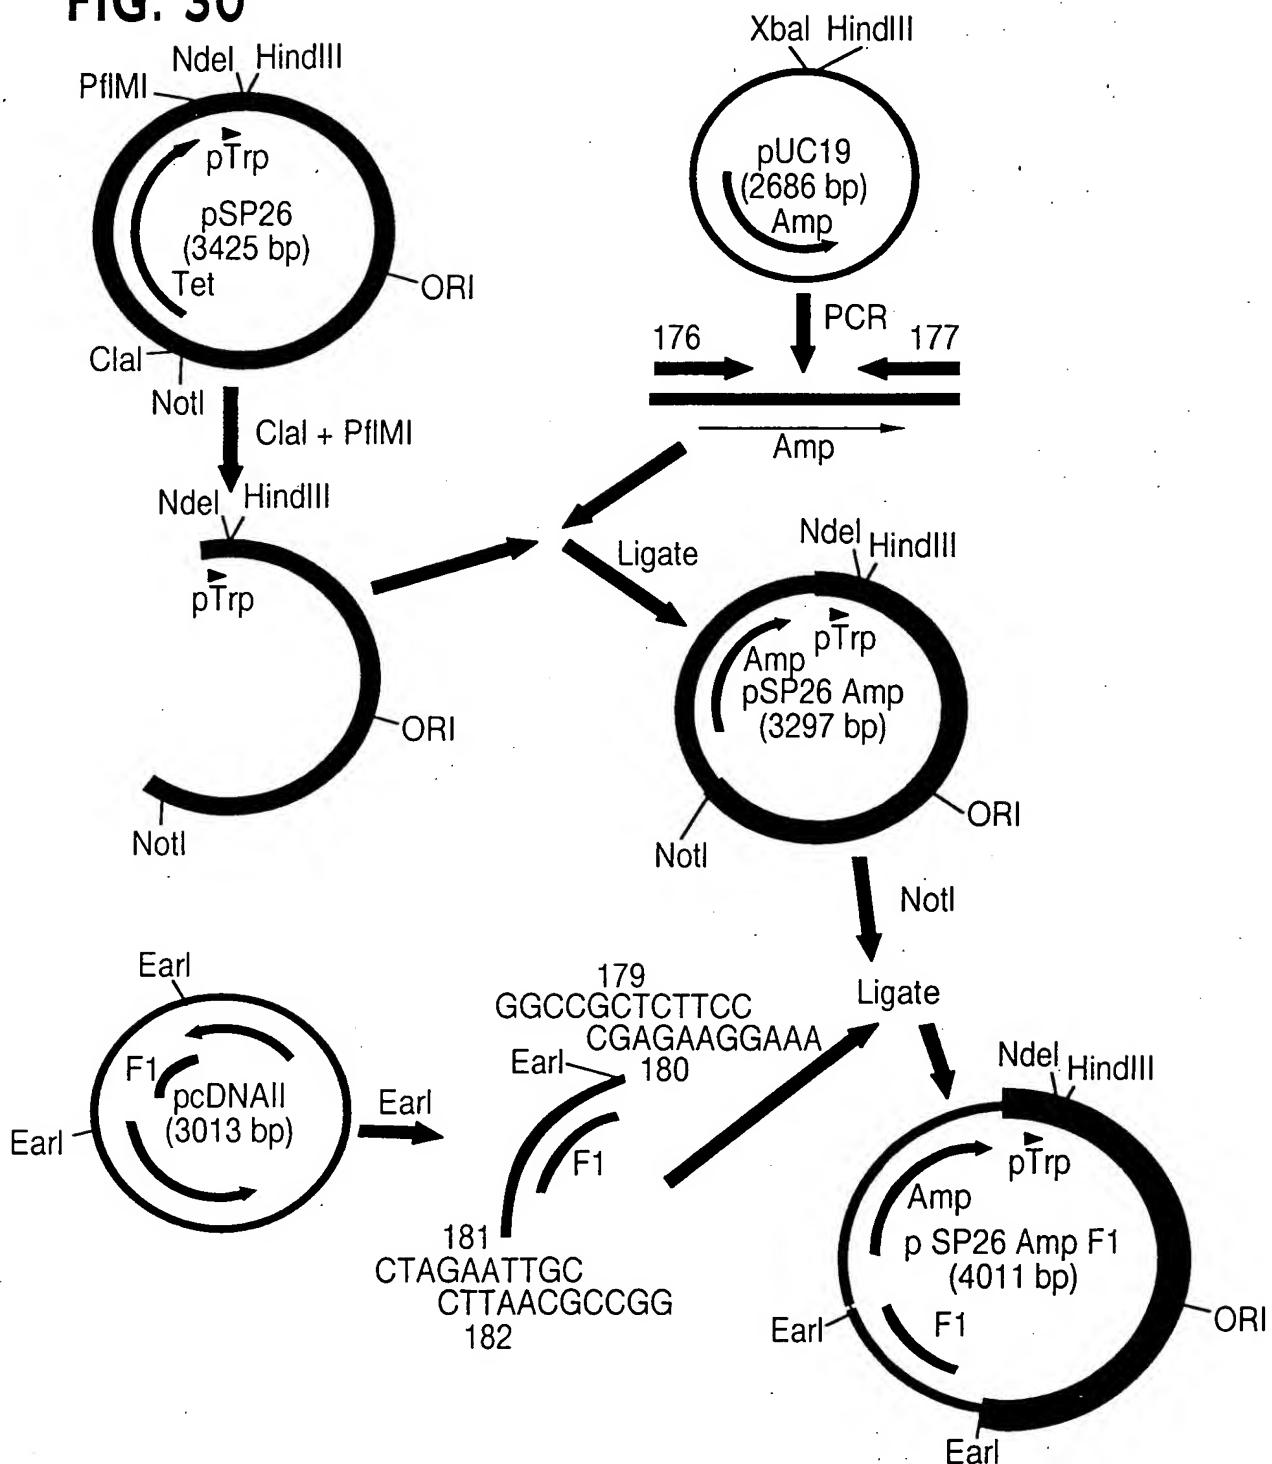 FIG. 30
XbaI HindIII
NdeI HindIII
PflMI
pTrp
pSP26
(3425 bp)
Tet
ORI
ClaI
NotI
pUC19
(2686 bp)
Amp
PCR
176
177
Amp
ClaI + PflMI
NdeI HindIII
pTrp
ORI
NotI
Ligate
NdeI HindIII
pTrp
Amp
pSP26 Amp
(3297 bp)
ORI
NotI
NotI
Ligate
EarI
F1
pcDNAII
(3013 bp)
EarI
EarI
179
GGCCGCTCTTCC
CGAGAAGGAAA
180
EarI
F1
181
CTAGAATTGC
CTTAACGCCGG
182
NdeI HindIII
pTrp
Amp
p SP26 Amp F1
(4011 bp)
F1
ORI
EarI
EarI